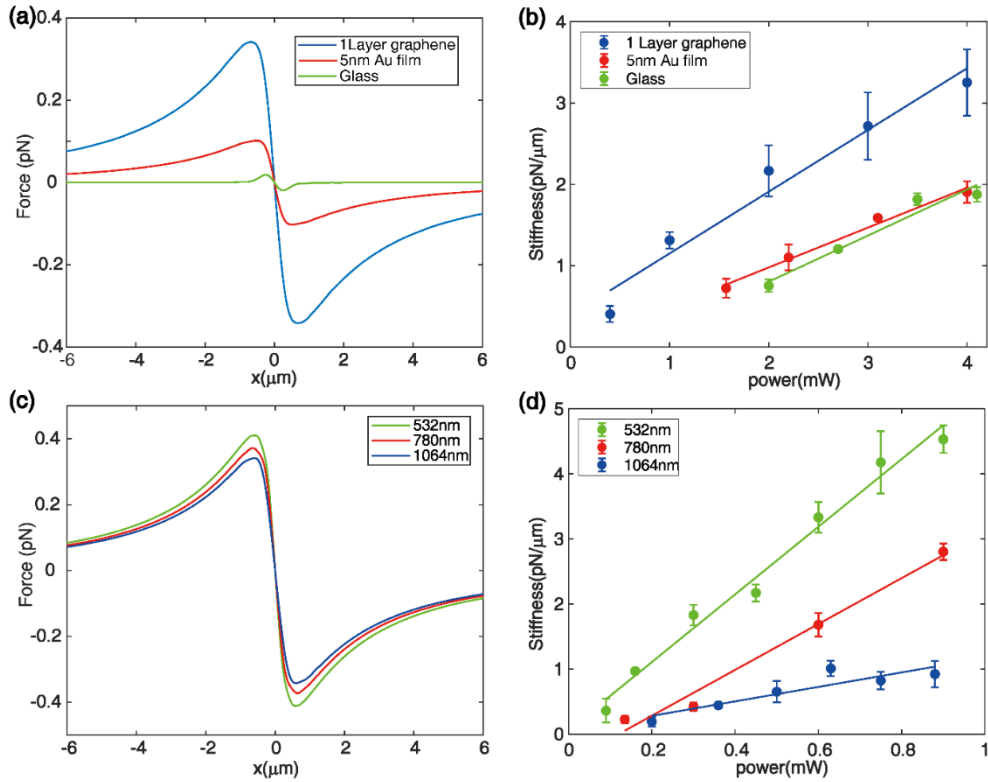 (a)
0.4
0.2
0
-0.2
-0.4
Force (pN)
1Layer graphene
5nm Au film
Glass
-6
-4
-2
0
2
4
6
x(μm)
(b)
4
3
2
1
0
Stiffness(pN/μm)
1 Layer graphene
5nm Au film
Glass
0
1
2
3
4
power(mW)
(c)
0.4
0.2
0
-0.2
-0.4
Force (pN)
532nm
780nm
1064nm
-6
-4
-2
0
2
4
6
x(μm)
(d)
5
4
3
2
1
0
Stiffness(pN/μm)
532nm
780nm
1064nm
0
0.2
0.4
0.6
0.8
1
power(mW)